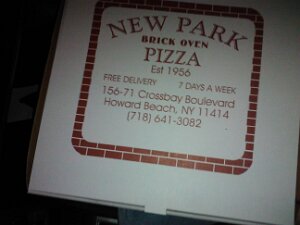 NEW PARK
BRICK OVEN
PIZZA
Est 1956
FREE DELIVERY 7 DAYS A WEEK
156-71 Crossbay Boulevard
Howard Beach, NY 11414
(718) 641-3082